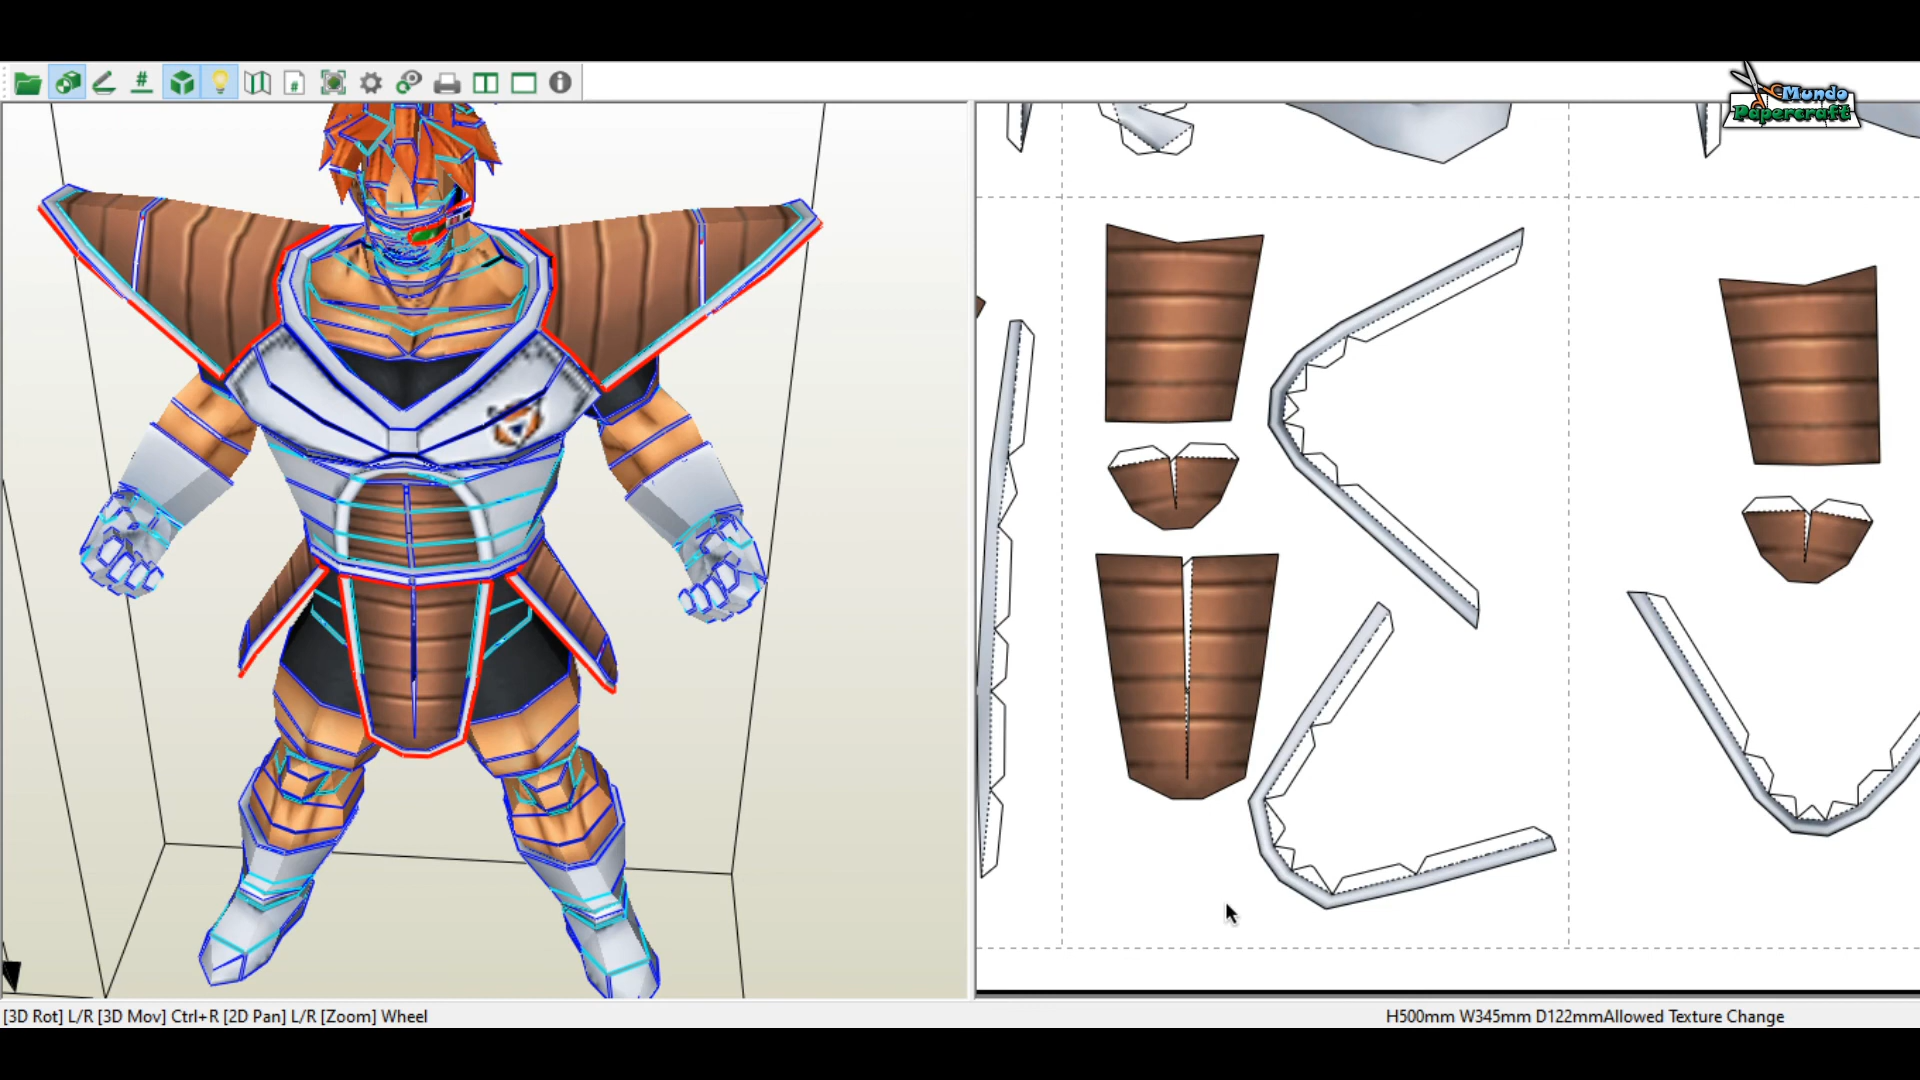 Mundo
Papercraft
[3D Rot] L/R [3D Mov] Ctrl+R [2D Pan] L/R [Zoom] Wheel
H500mm W345mm D122mmAllowed Texture Change